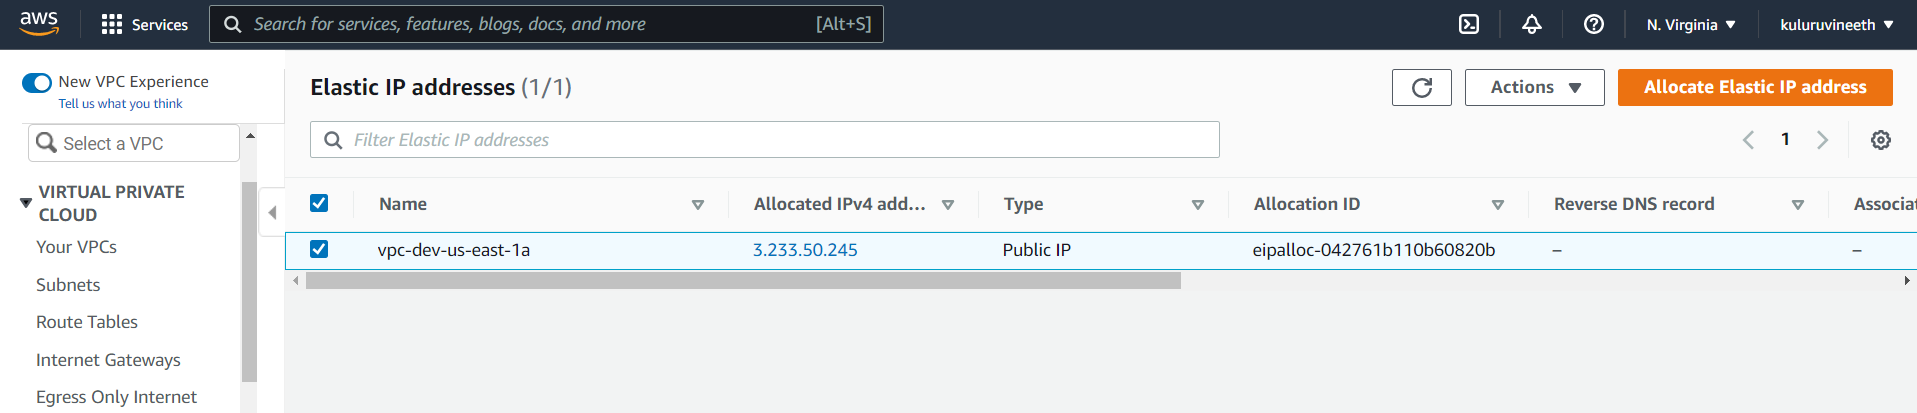 aws
Services
Search for services, features, blogs, docs, and more [Alt+S]
N. Virginia
kuluruvineeth
New VPC Experience
Tell us what you think
Select a VPC
VIRTUAL PRIVATE
CLOUD
Your VPCs
Subnets
Route Tables
Internet Gateways
Egress Only Internet
Elastic IP addresses (1/1)
Actions
Allocate Elastic IP address
Filter Elastic IP addresses
1
Name Allocated IPv4 add... Type Allocation ID Reverse DNS record Associat
vpc-dev-us-east-1a 3.233.50.245 Public IP eipalloc-042761b110b60820b – –